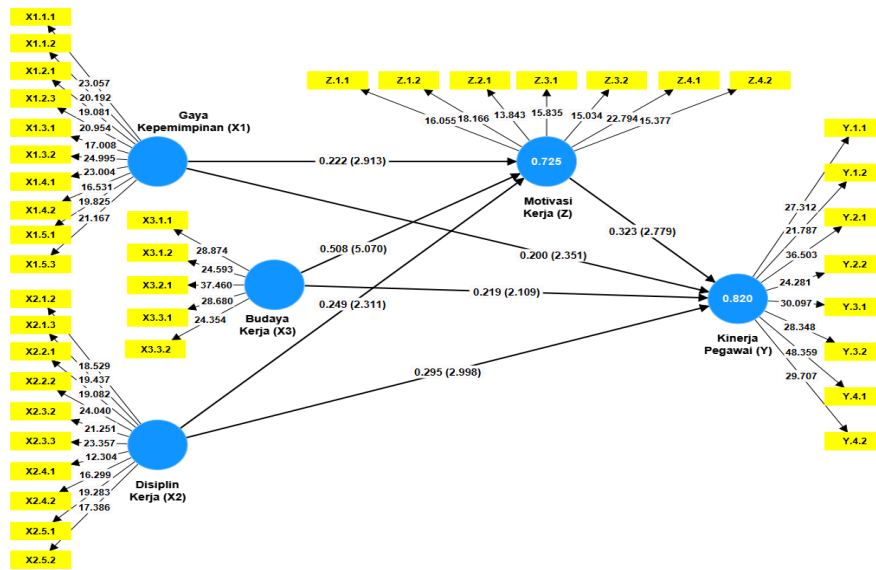 X1.1.1
X1.1.2
X1.2.1
X1.2.3
X1.3.1
X1.3.2
X1.4.1
X1.4.2
X1.5.1
X1.5.3
23.057
20.192
19.081
20.954
17.008
24.995
23.004
16.531
19.825
21.167
Gaya
Kepemimpinan (X1)
Z.1.1
Z.1.2
Z.2.1
Z.3.1
Z.3.2
Z.4.1
Z.4.2
16.055
18.166
13.843
15.835
15.034
22.794
15.377
0.725
Motivasi
Kerja (Z)
0.222 (2.913)
0.508 (5.070)
0.249 (2.311)
0.200 (2.351)
0.323 (2.779)
0.219 (2.109)
0.295 (2.998)
X3.1.1
X3.1.2
X3.2.1
X3.3.1
X3.3.2
28.874
24.593
37.460
28.680
24.354
Budaya
Kerja (X3)
Y.1.1
Y.1.2
Y.2.1
Y.2.2
Y.3.1
Y.3.2
Y.4.1
Y.4.2
27.312
21.787
36.503
24.281
30.097
28.348
48.359
29.707
0.820
Kinerja
Pegawai (Y)
X2.1.2
X2.1.3
X2.2.1
X2.2.2
X2.3.2
X2.3.3
X2.4.1
X2.4.2
X2.5.1
X2.5.2
18.529
19.437
19.082
24.040
21.251
23.357
12.304
16.299
19.283
17.386
Disiplin
Kerja (X2)